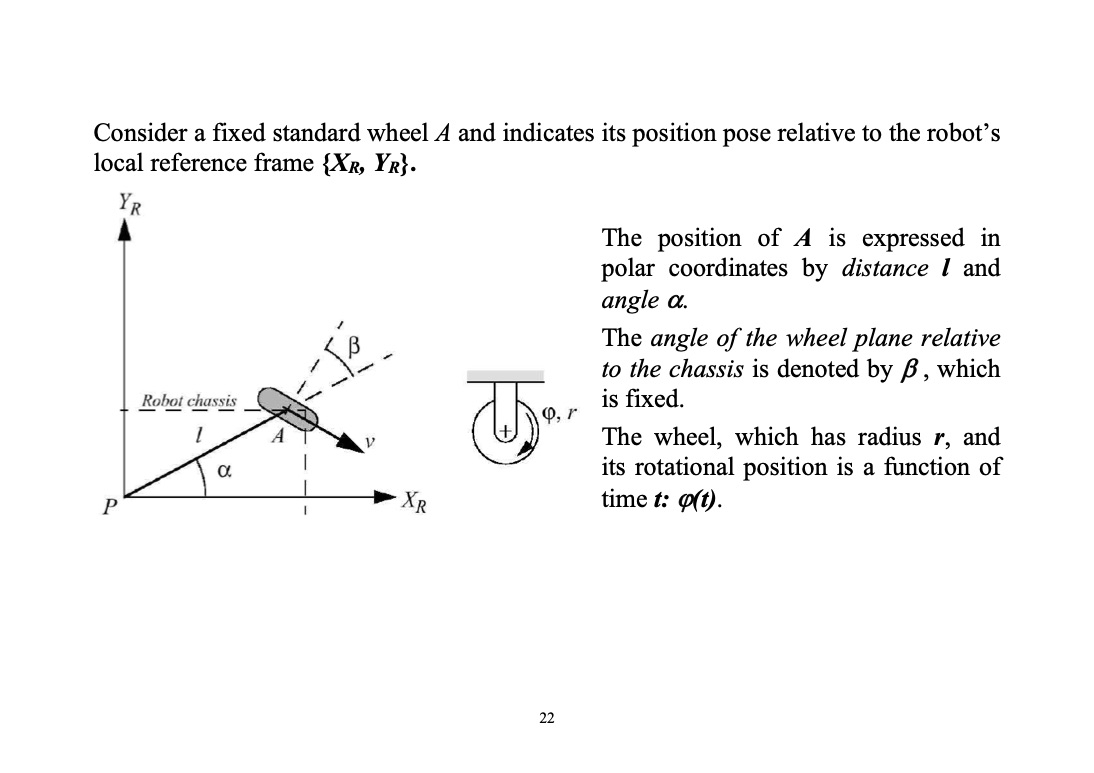 Consider a fixed standard wheel A and indicates its position pose relative to the robot's
local reference frame {XR, YR}.
YR
The position of A is expressed in
polar coordinates by distance l and
angle α.
The angle of the wheel plane relative
to the chassis is denoted by β, which
is fixed.
The wheel, which has radius r, and
its rotational position is a function of
time t: φ(t).
β
Robot chassis
φ, r
l
A
v
α
P
XR
22